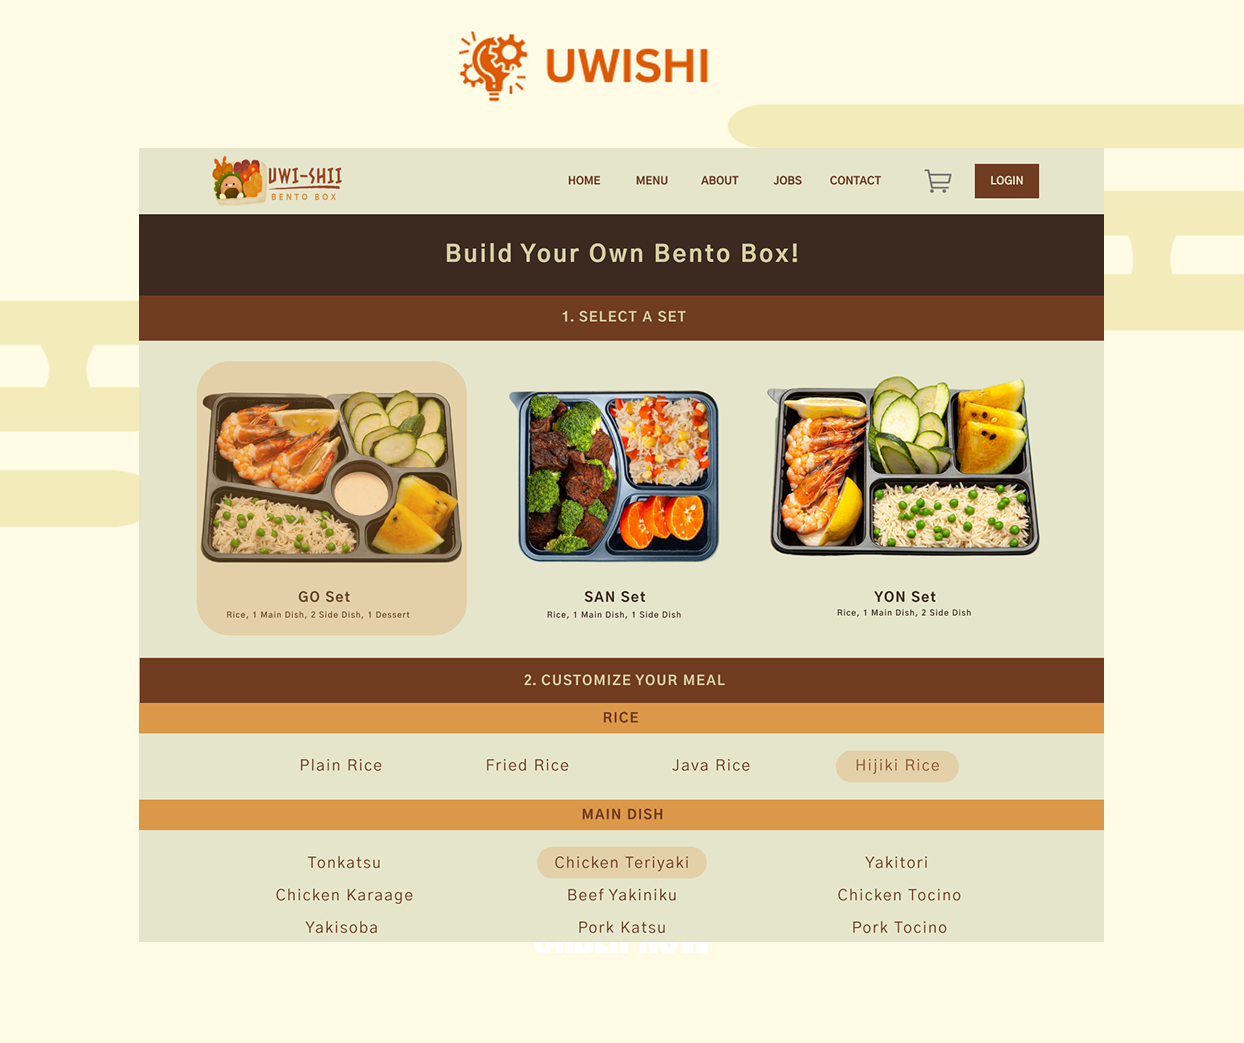 UWISHI
UWI-SHII
BENTO BOX
HOME MENU ABOUT JOBS CONTACT LOGIN
Build Your Own Bento Box!
1. SELECT A SET
GO Set SAN Set YON Set
Rice, 1 Main Dish, 2 Side Dish, 1 Dessert Rice, 1 Main Dish, 1 Side Dish Rice, 1 Main Dish, 2 Side Dish
2. CUSTOMIZE YOUR MEAL
RICE
Plain Rice Fried Rice Java Rice Hijiki Rice
MAIN DISH
Tonkatsu Chicken Teriyaki Yakitori
Chicken Karaage Beef Yakiniku Chicken Tocino
Yakisoba Pork Katsu Pork Tocino